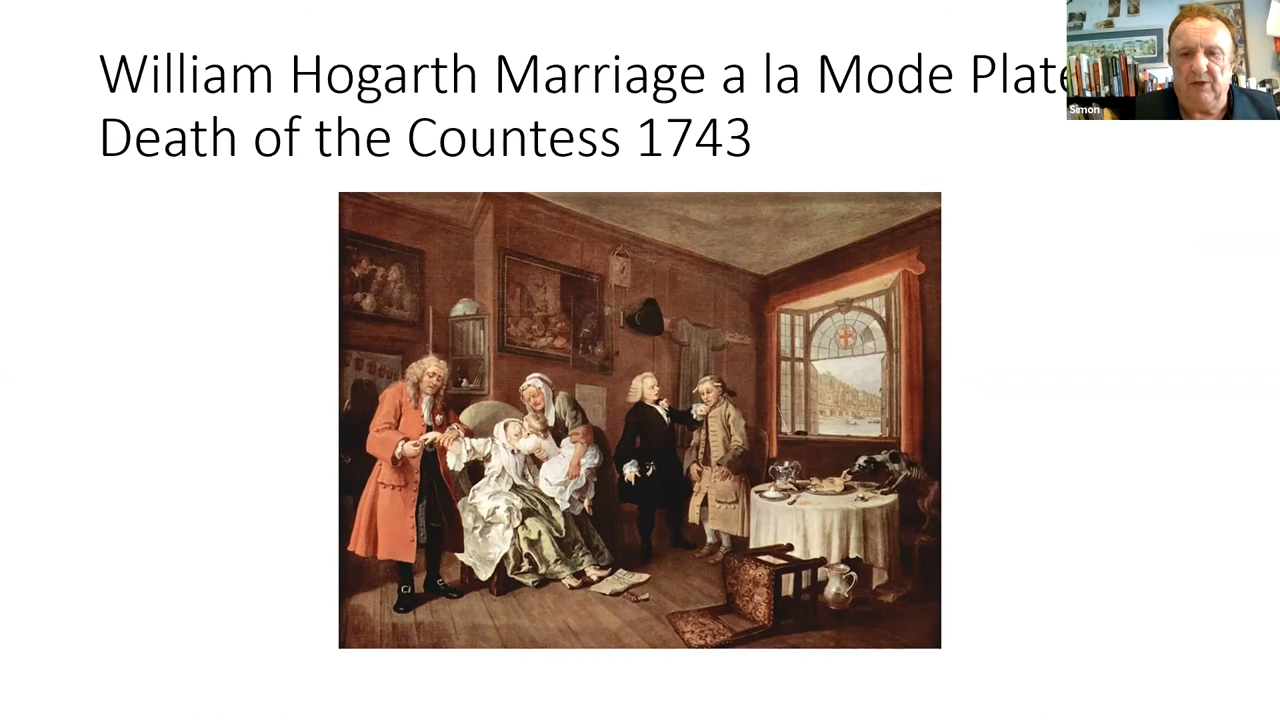 William Hogarth Marriage a la Mode Plate
Death of the Countess 1743
Simon